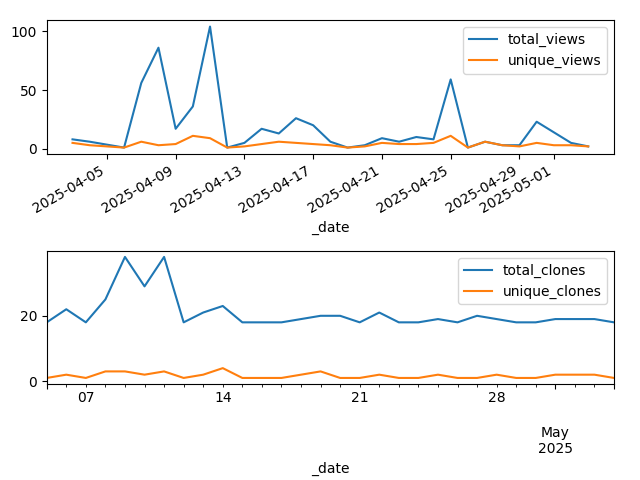 100
50
0
total_views
unique_views
2025-04-05
2025-04-09
2025-04-13
2025-04-17
2025-04-21
2025-04-25
2025-04-29
2025-05-01
_date
20
0
total_clones
unique_clones
07
14
21
28
May
2025
_date